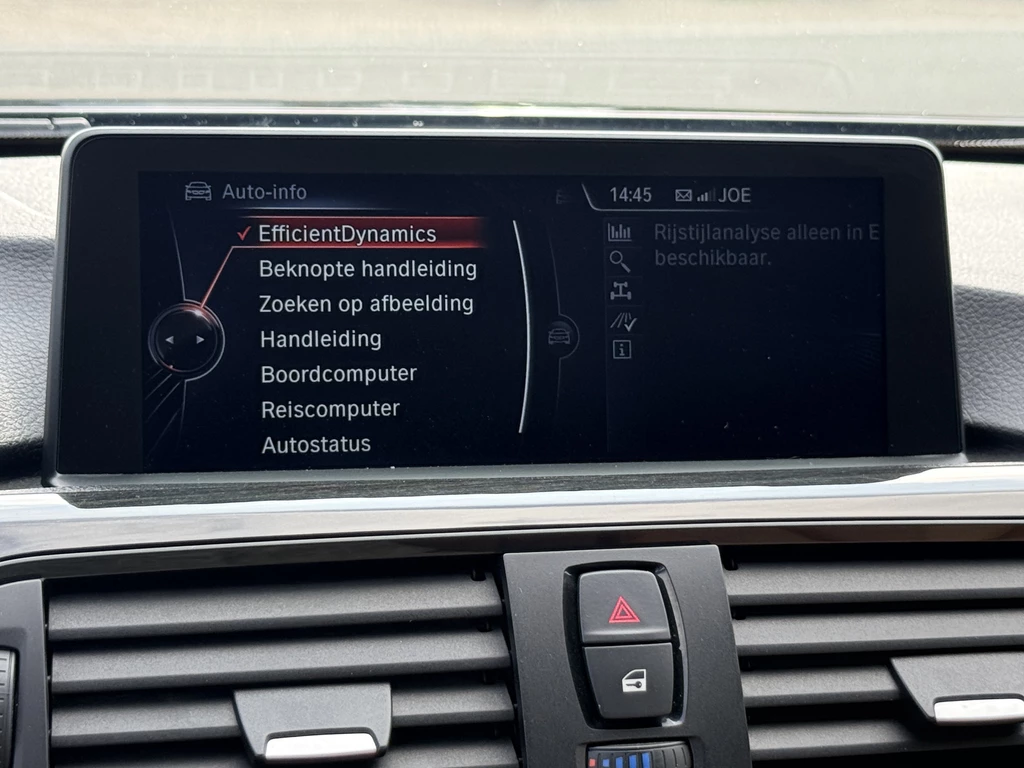 Auto-info
14:45 JOE
EfficientDynamics
Beknopte handleiding
Zoeken op afbeelding
Handleiding
Boordcomputer
Reiscomputer
Autostatus
Rijstijlanalyse alleen in E
beschikbaar.